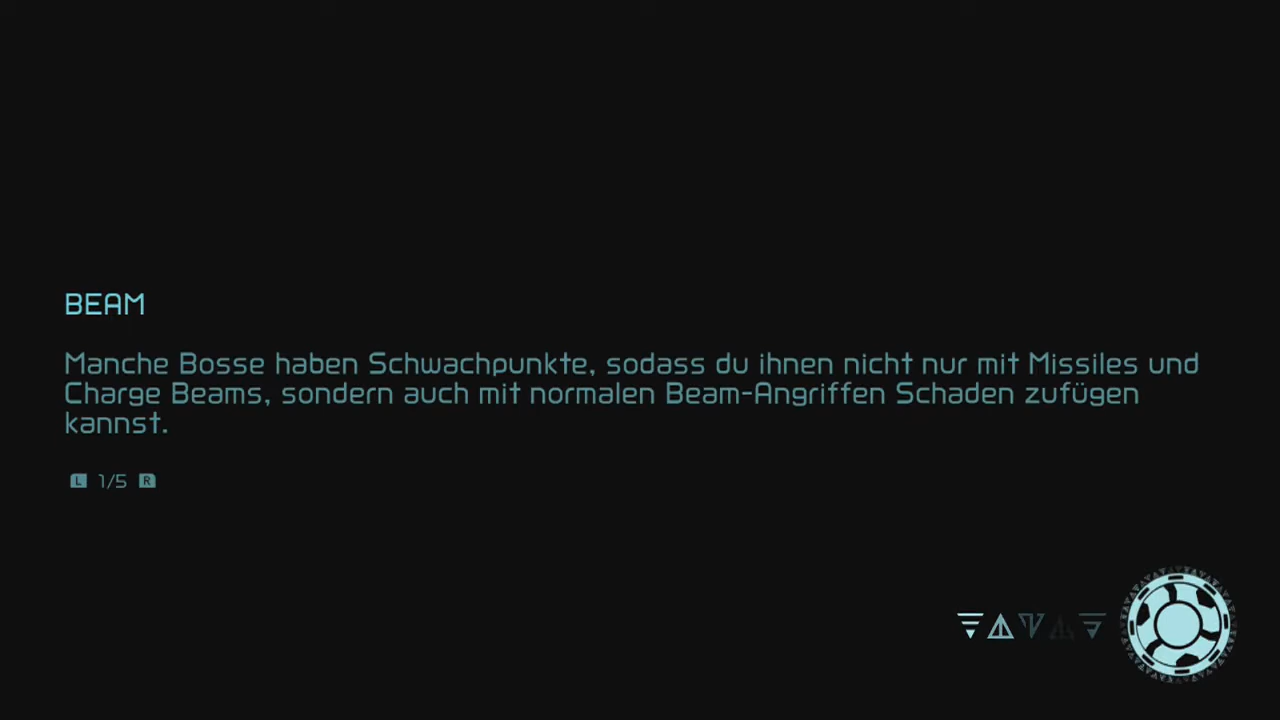 BEAM
Manche Bosse haben Schwachpunkte, sodass du ihnen nicht nur mit Missiles und
Charge Beams, sondern auch mit normalen Beam-Angriffen Schaden zufügen
kannst.
L 1/5 R